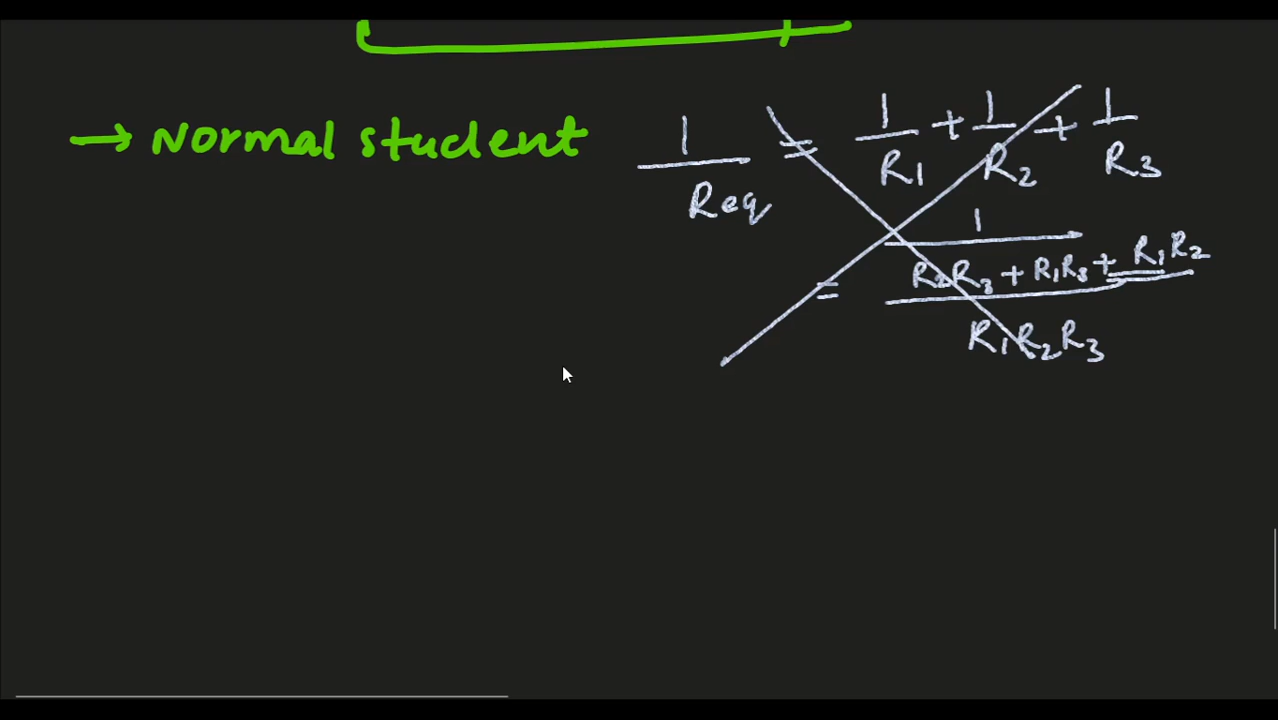 → Normal student
1/Req = 1/R1 + 1/R2 + 1/R3
= 1/((R2R3 + R1R3 + R1R2)/R1R2R3)